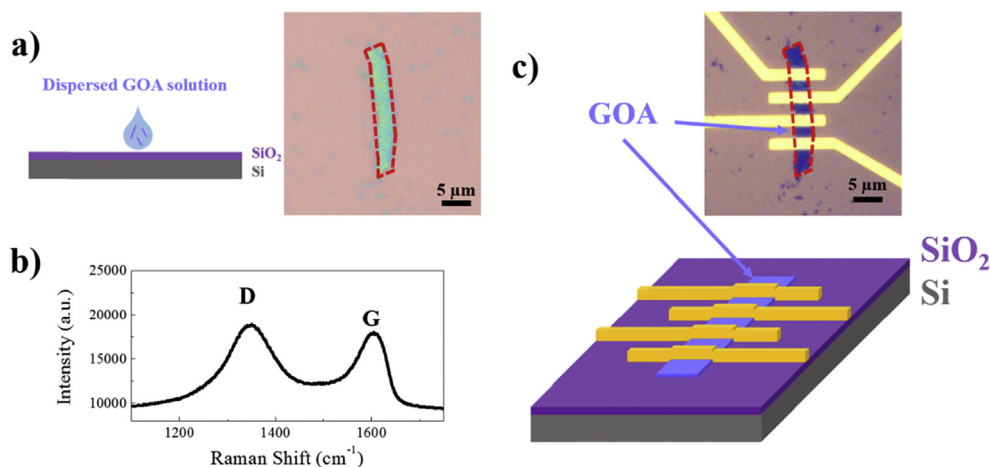 a)
Dispersed GOA solution
SiO₂
Si
5 µm
b)
Intensity (a.u.)
25000
20000
15000
10000
D
G
1200
1400
1600
Raman Shift (cm⁻¹)
c)
GOA
5 µm
SiO₂
Si